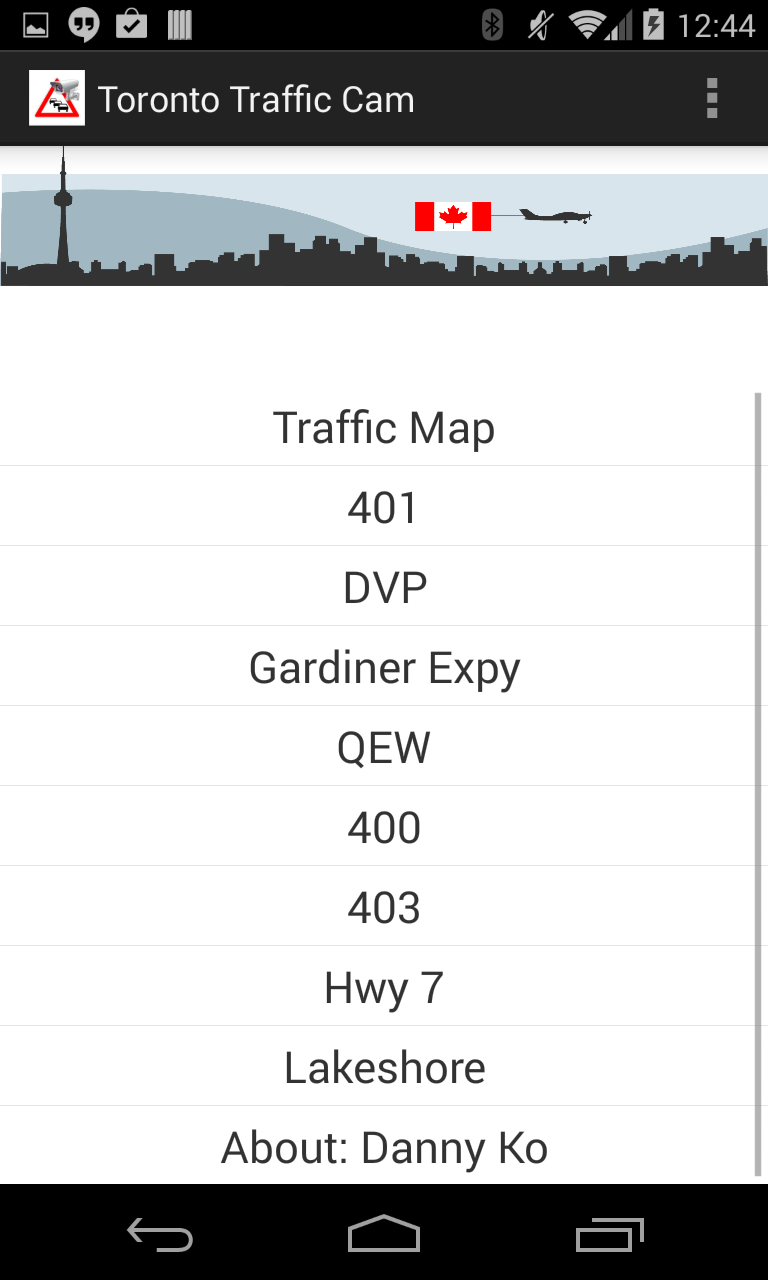 12:44
Toronto Traffic Cam
Traffic Map
401
DVP
Gardiner Expy
QEW
400
403
Hwy 7
Lakeshore
About: Danny Ko